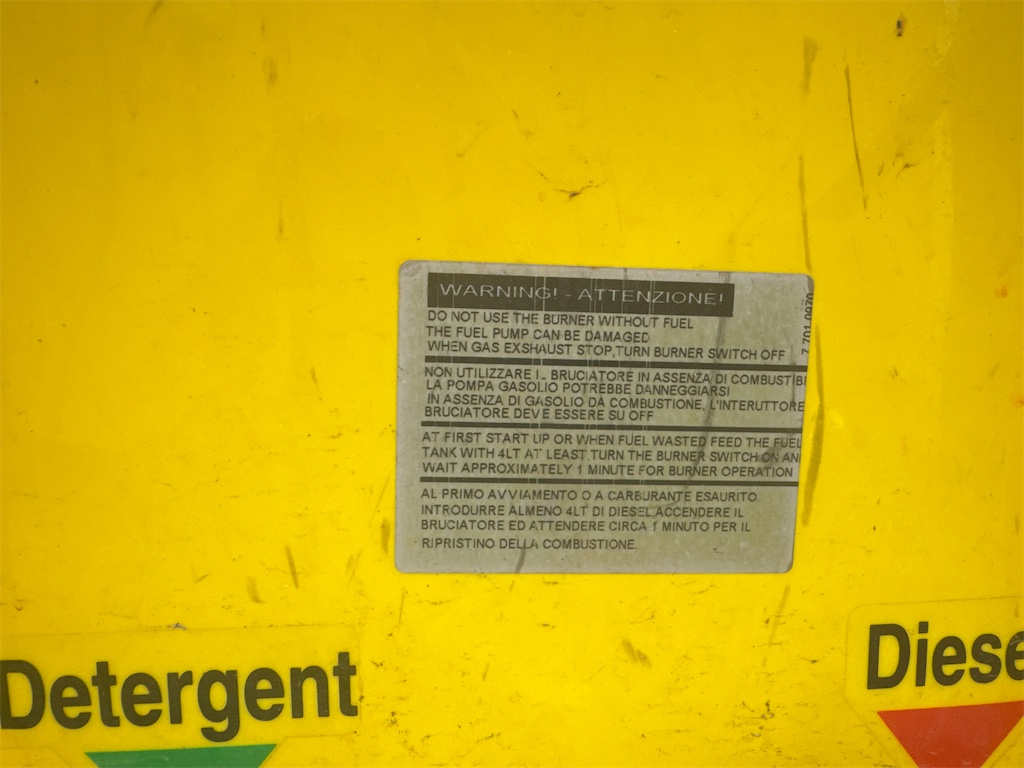 WARNING! - ATTENZIONE!
DO NOT USE THE BURNER WITHOUT FUEL
THE FUEL PUMP CAN BE DAMAGED
WHEN GAS EXSHAUST STOP,TURN BURNER SWITCH OFF
7.701.0970
NON UTILIZZARE IL BRUCIATORE IN ASSENZA DI COMBUSTIBI
LA POMPA GASOLIO POTREBBE DANNEGGIARSI
IN ASSENZA DI GASOLIO DA COMBUSTIONE, L'INTERUTTORE
BRUCIATORE DEVE ESSERE SU OFF
AT FIRST START UP OR WHEN FUEL WASTED FEED THE FUEL
TANK WITH 4LT AT LEAST,TURN THE BURNER SWITCH ON AN
WAIT APPROXIMATELY 1 MINUTE FOR BURNER OPERATION
AL PRIMO AVVIAMENTO O A CARBURANTE ESAURITO
INTRODURRE ALMENO 4LT DI DIESEL,ACCENDERE IL
BRUCIATORE ED ATTENDERE CIRCA 1 MINUTO PER IL
RIPRISTINO DELLA COMBUSTIONE.
Detergent
Diese